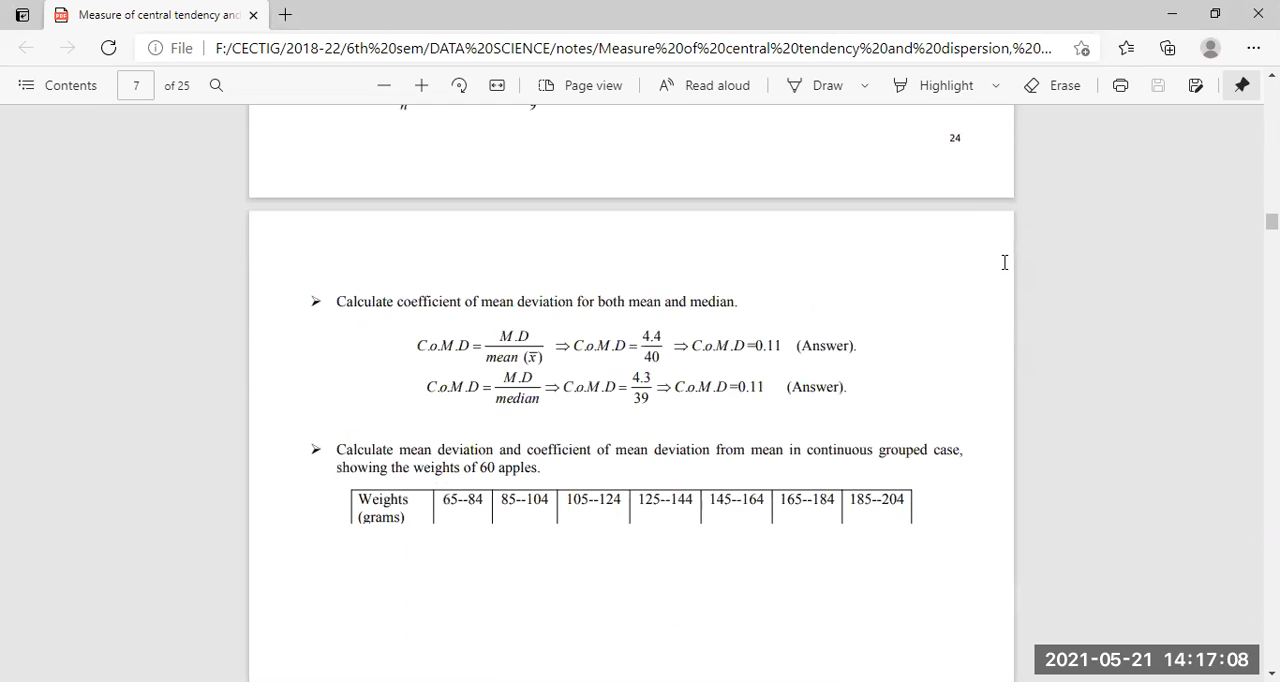 Measure of central tendency and
File F:/CECTIG/2018-22/6th%20sem/DATA%20SCIENCE/notes/Measure%20of%20central%20tendency%20and%20dispersion,%20...
Contents 7 of 25 Page view Read aloud Draw Highlight Erase
24
➢ Calculate coefficient of mean deviation for both mean and median.
C.o.M.D = M.D / mean (x̅) ⇒ C.o.M.D = 4.4 / 40 ⇒ C.o.M.D=0.11 (Answer).
C.o.M.D = M.D / median ⇒ C.o.M.D = 4.3 / 39 ⇒ C.o.M.D=0.11 (Answer).
➢ Calculate mean deviation and coefficient of mean deviation from mean in continuous grouped case,
showing the weights of 60 apples.
Weights 65--84 85--104 105--124 125--144 145--164 165--184 185--204
(grams)
2021-05-21 14:17:08